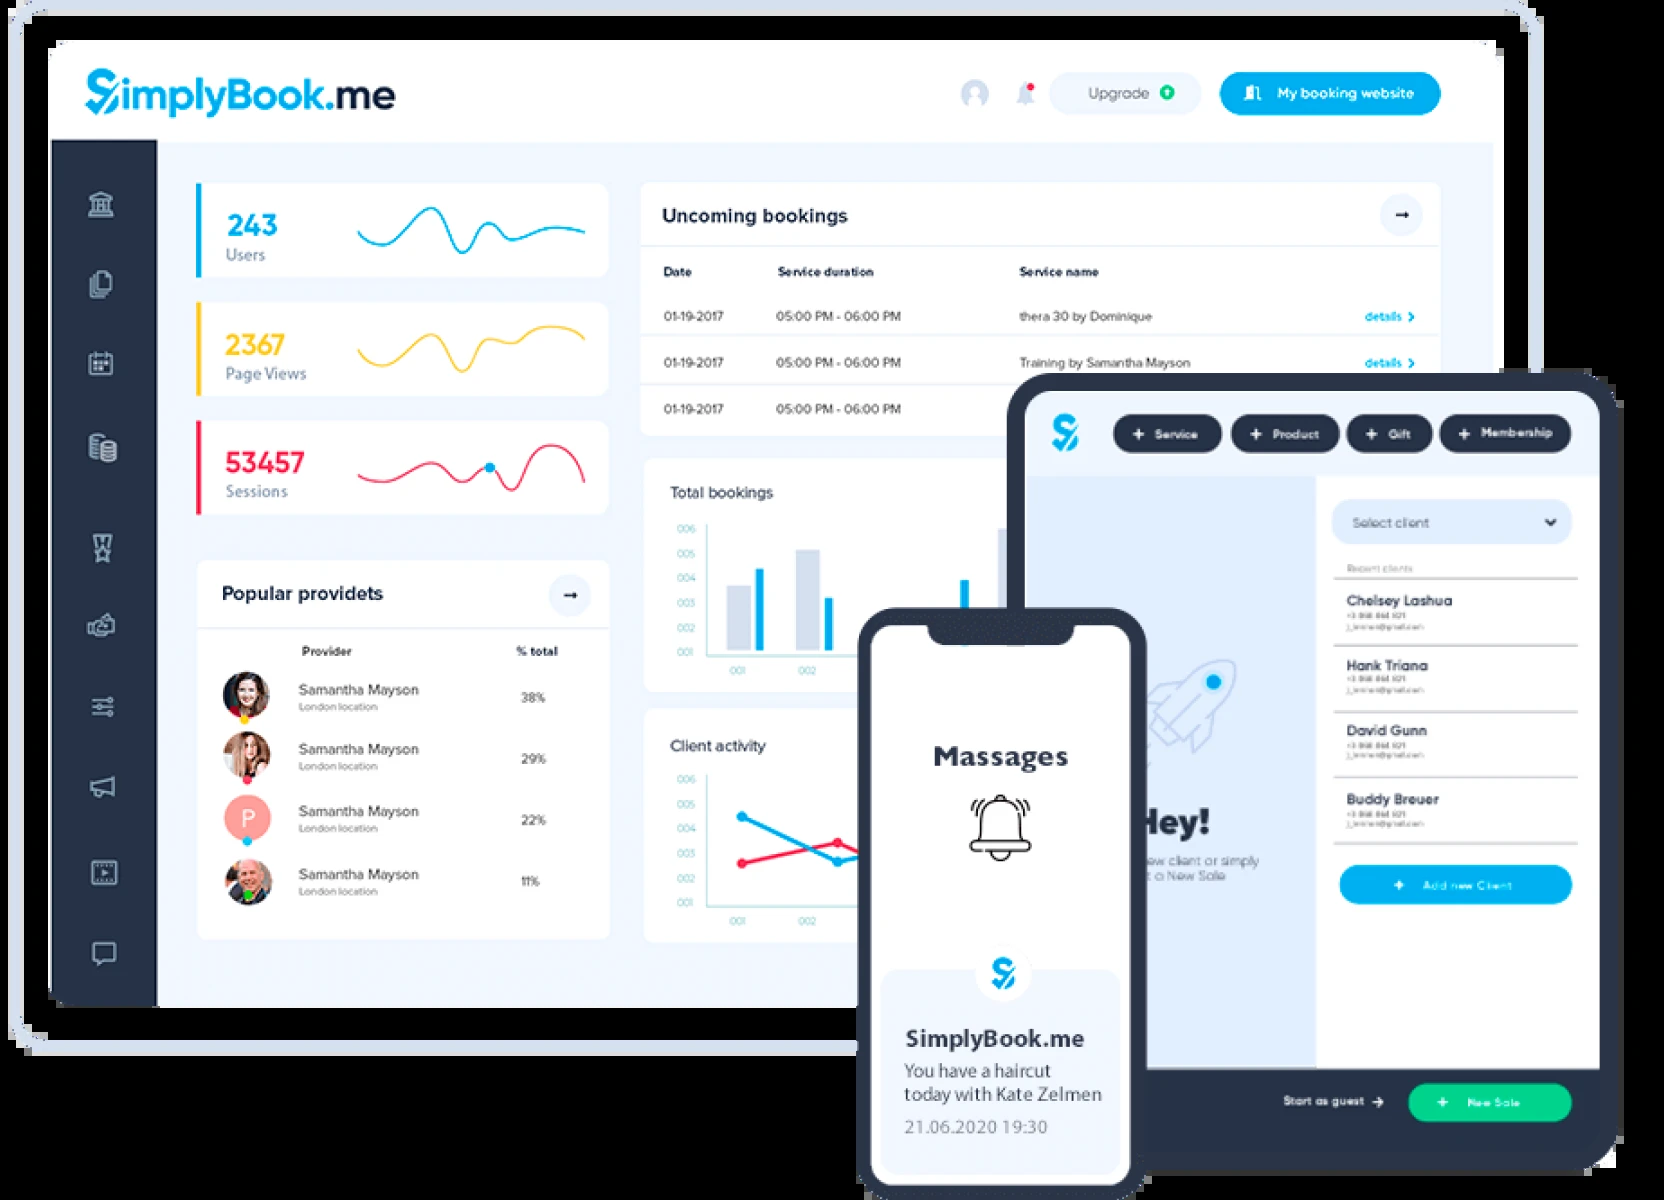 SimplyBook.me
Upgrade
My booking website
243
Users
2367
Page Views
53457
Sessions
Uncoming bookings
Date Service duration Service name
01-19-2017 05:00 PM - 06:00 PM thera 30 by Dominique details
01-19-2017 05:00 PM - 06:00 PM Training by Samantha Mayson details
01-19-2017 05:00 PM - 06:00 PM
Popular providets
Provider % total
Samantha Mayson 38%
London location
Samantha Mayson 29%
London location
P
Samantha Mayson 22%
London location
Samantha Mayson 11%
London location
Total bookings
006
005
004
003
002
001
001 002
Client activity
006
005
004
003
002
001
001 002
+ Service + Product + Gift + Membership
Select client
Recent clients
Chelsey Lashua
Hank Triana
David Gunn
Buddy Breuer
+ Add new Client
Hey!
ew client or simply
t a New Sale
Start as guest
+ New Sale
Massages
SimplyBook.me
You have a haircut
today with Kate Zelmen
21.06.2020 19:30